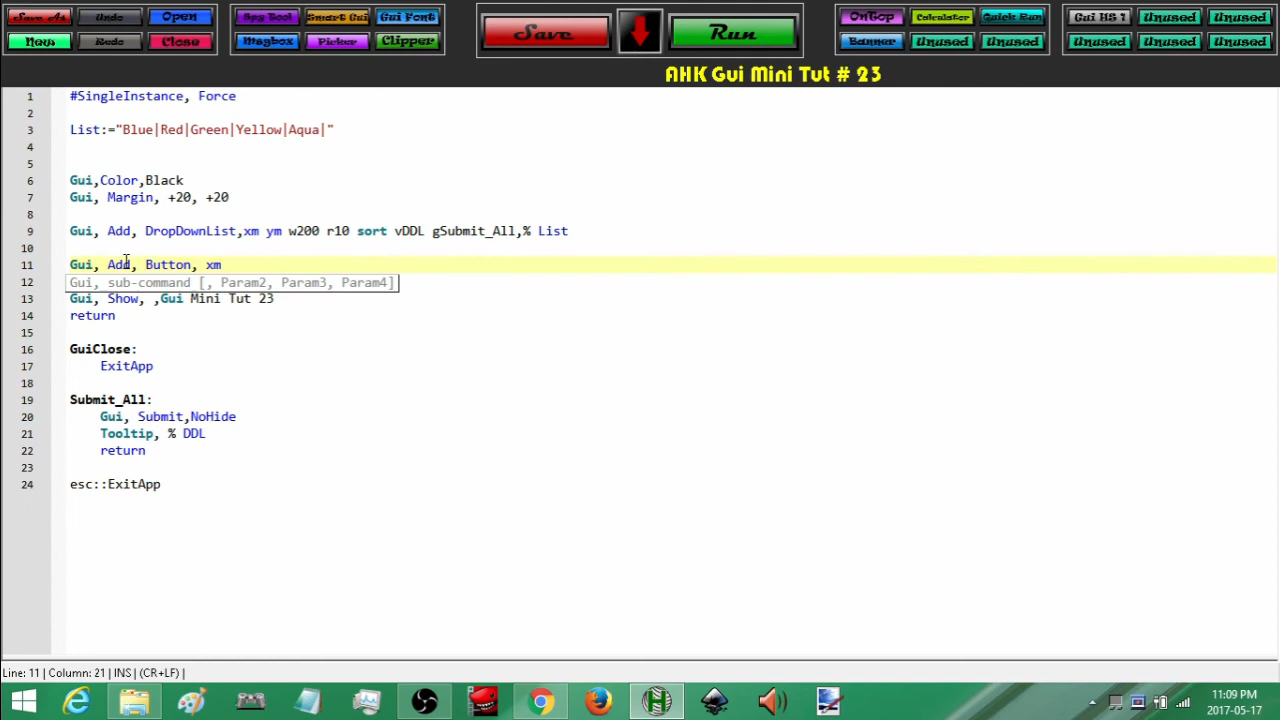 Save As Undo Open Spy Tool Smart Gui Gui Font Save Run OnTop Calculator Quick Run Gui HS 1 Unused Unused
New Redo Close Msgbox Picker Clipper Banner Unused Unused Unused Unused Unused
AHK Gui Mini Tut # 23
1 #SingleInstance, Force
2
3 List:="Blue|Red|Green|Yellow|Aqua|"
4
5
6 Gui,Color,Black
7 Gui, Margin, +20, +20
8
9 Gui, Add, DropDownList,xm ym w200 r10 sort vDDL gSubmit_All,% List
10
11 Gui, Add, Button, xm
12 Gui, sub-command [, Param2, Param3, Param4]
13 Gui, Show, ,Gui Mini Tut 23
14 return
15
16 GuiClose:
17 ExitApp
18
19 Submit_All:
20 Gui, Submit,NoHide
21 Tooltip, % DDL
22 return
23
24 esc::ExitApp
Line: 11 | Column: 21 | INS | (CR+LF) |
11:09 PM
2017-05-17